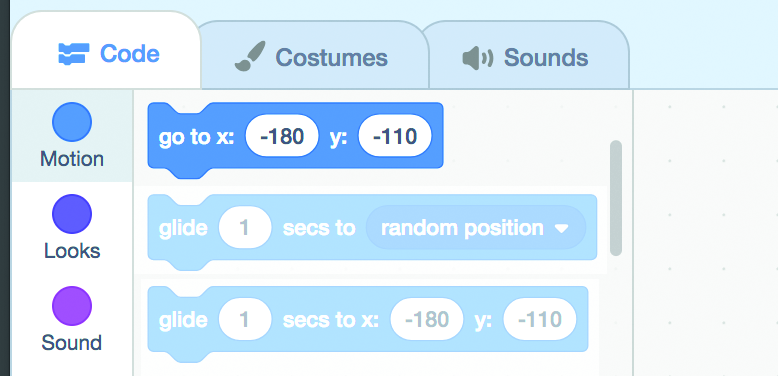 Code Costumes Sounds
Motion
Looks
Sound
go to x: -180 y: -110
glide 1 secs to random position
glide 1 secs to x: -180 y: -110